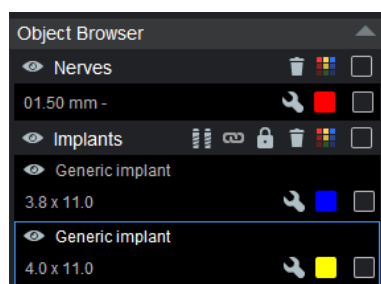 Object Browser
Nerves
01.50 mm -
Implants
Generic implant
3.8 x 11.0
Generic implant
4.0 x 11.0